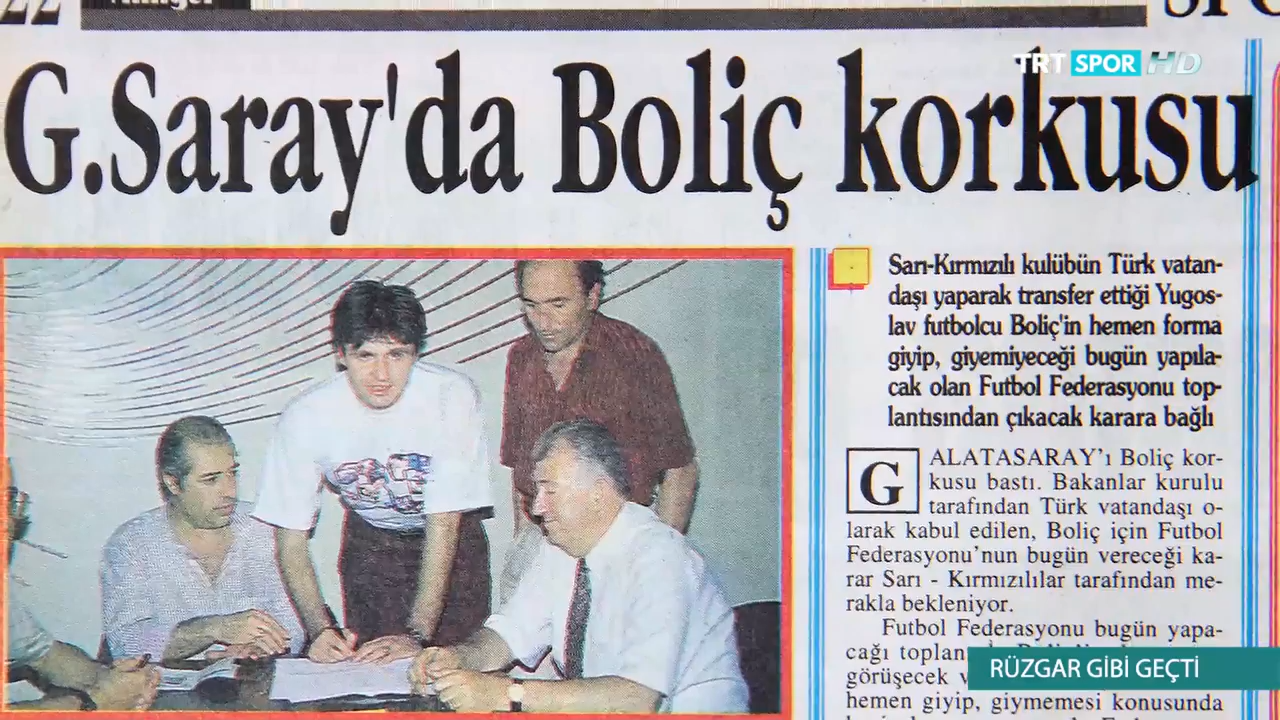 TRT SPOR HD
G.Saray'da Boliç korkusu
Sarı-Kırmızılı kulübün Türk vatan-
daşı yaparak transfer ettiği Yugos-
lav futbolcu Boliç'in hemen forma
giyip, giyemiyeceği bugün yapıla-
cak olan Futbol Federasyonu top-
lantısından çıkacak karara bağlı
GALATASARAY'ı Boliç kor-
kusu bastı. Bakanlar kurulu
tarafından Türk vatandaşı o-
larak kabul edilen, Boliç için Futbol
Federasyonu'nun bugün vereceği ka-
rar Sarı - Kırmızılılar tarafından me-
rakla bekleniyor.
Futbol Federasyonu bugün yapa-
cağı
görüşecek
hemen giyip, giymemesi konusunda
RÜZGAR GİBİ GEÇTİ